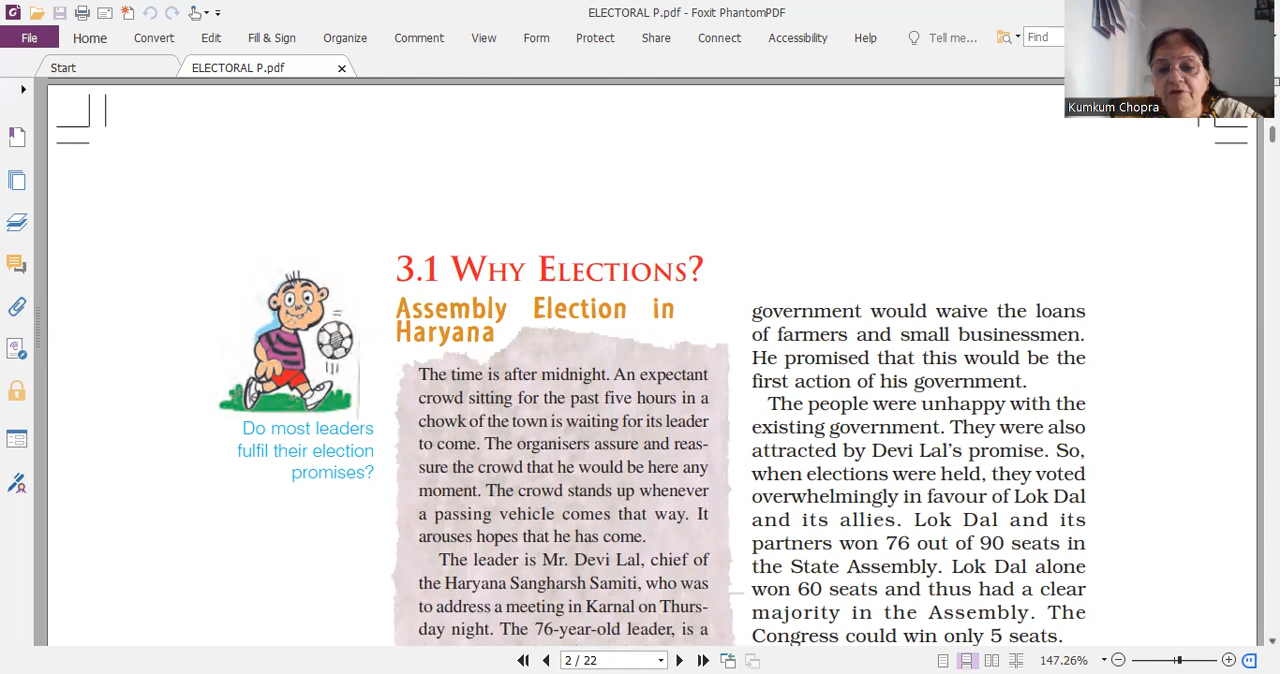 ELECTORAL P.pdf - Foxit PhantomPDF
File Home Convert Edit Fill & Sign Organize Comment View Form Protect Share Connect Accessibility Help Tell me... Find
Start ELECTORAL P.pdf
Kumkum Chopra
3.1 WHY ELECTIONS?
Assembly Election in
Haryana
Do most leaders
fulfil their election
promises?
The time is after midnight. An expectant
crowd sitting for the past five hours in a
chowk of the town is waiting for its leader
to come. The organisers assure and reas-
sure the crowd that he would be here any
moment. The crowd stands up whenever
a passing vehicle comes that way. It
arouses hopes that he has come.
The leader is Mr. Devi Lal, chief of
the Haryana Sangharsh Samiti, who was
to address a meeting in Karnal on Thurs-
day night. The 76-year-old leader, is a
government would waive the loans
of farmers and small businessmen.
He promised that this would be the
first action of his government.
The people were unhappy with the
existing government. They were also
attracted by Devi Lal's promise. So,
when elections were held, they voted
overwhelmingly in favour of Lok Dal
and its allies. Lok Dal and its
partners won 76 out of 90 seats in
the State Assembly. Lok Dal alone
won 60 seats and thus had a clear
majority in the Assembly. The
Congress could win only 5 seats.
2 / 22
147.26%